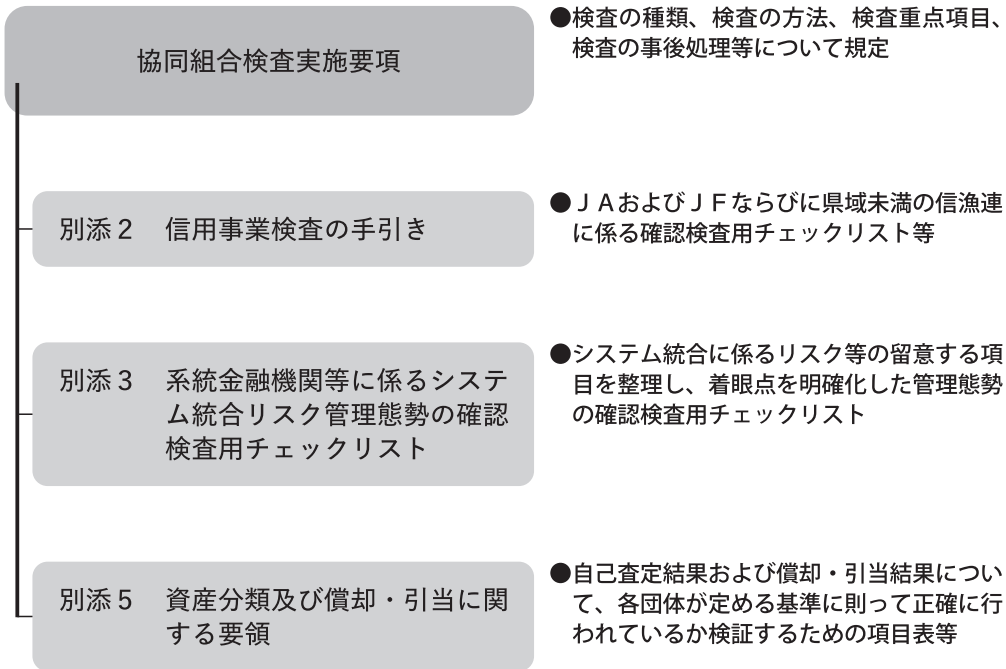 協同組合検査実施要項
●検査の種類、検査の方法、検査重点項目、
検査の事後処理等について規定
別添2 信用事業検査の手引き
●JAおよびJFならびに県域未満の信漁連
に係る確認検査用チェックリスト等
別添3 系統金融機関等に係るシステ
ム統合リスク管理態勢の確認
検査用チェックリスト
●システム統合に係るリスク等の留意する項
目を整理し、着眼点を明確化した管理態勢
の確認検査用チェックリスト
別添5 資産分類及び償却・引当に関
する要領
●自己査定結果および償却・引当結果につい
て、各団体が定める基準に則って正確に行
われているか検証するための項目表等